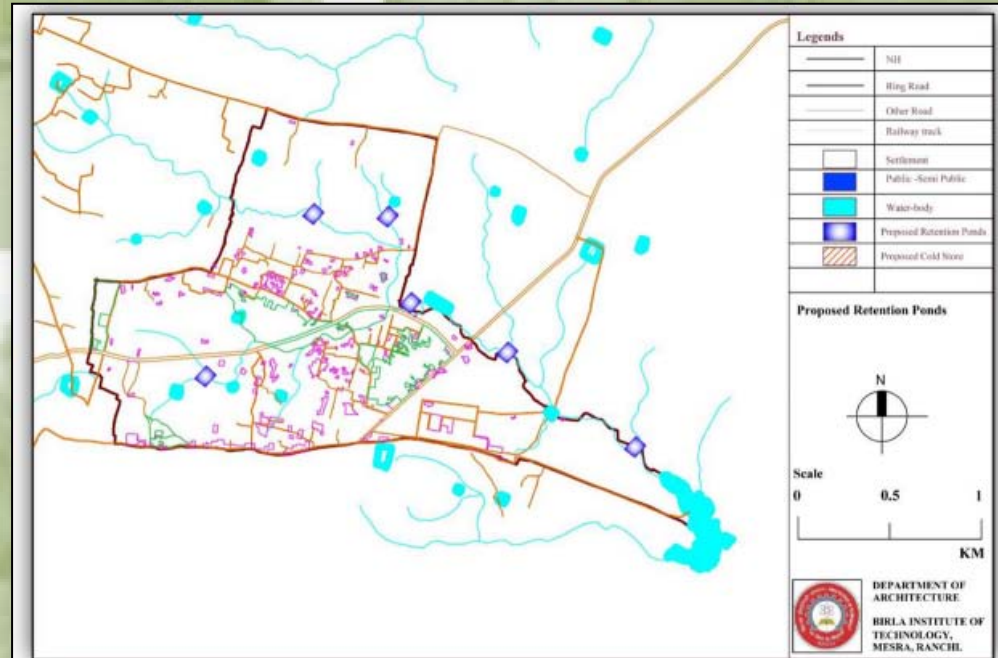 Legends
NH
Ring Road
Other Road
Railway track
Settlement
Public -Semi Public
Water-body
Proposed Retention Ponds
Proposed Cold Store
Proposed Retention Ponds
N
Scale
0 0.5 1
KM
DEPARTMENT OF
ARCHITECTURE
BIRLA INSTITUTE OF
TECHNOLOGY,
MESRA, RANCHI.